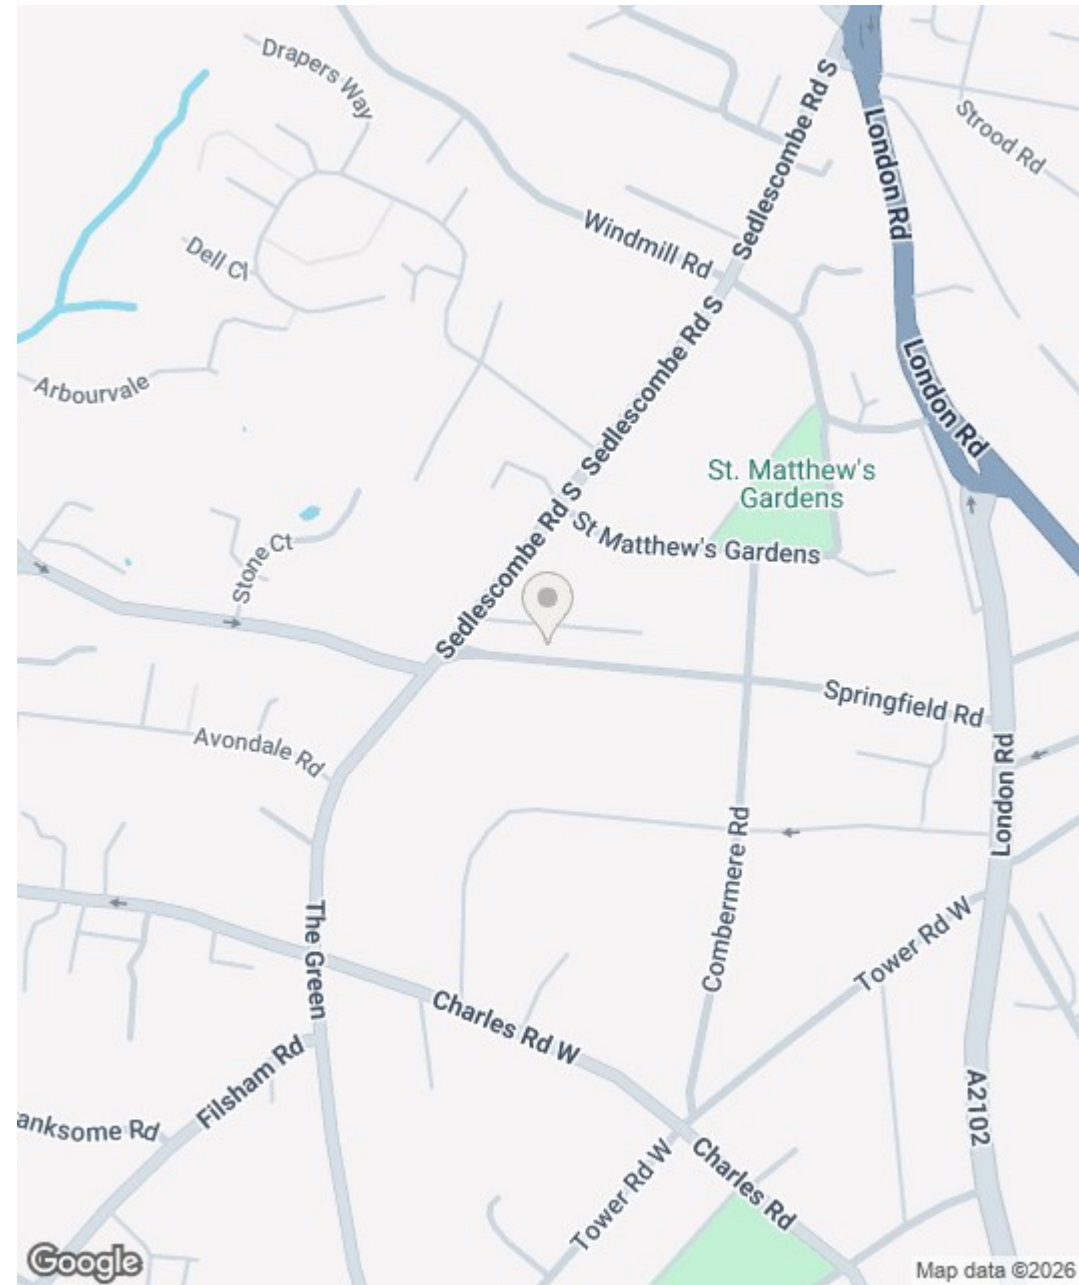 Drapers Way
Strood Rd
Sedlescombe Rd S
London Rd
Windmill Rd
Dell Cl
Sedlescombe Rd S
London Rd
Arbourvale
St. Matthew's
Gardens
Sedlescombe Rd S
St Matthew's Gardens
Stone Ct
Springfield Rd
Avondale Rd
London Rd
Combermere Rd
Tower Rd W
The Green
Charles Rd W
Filsham Rd
anksome Rd
A2102
Tower Rd W
Charles Rd
Google
Map data ©2026